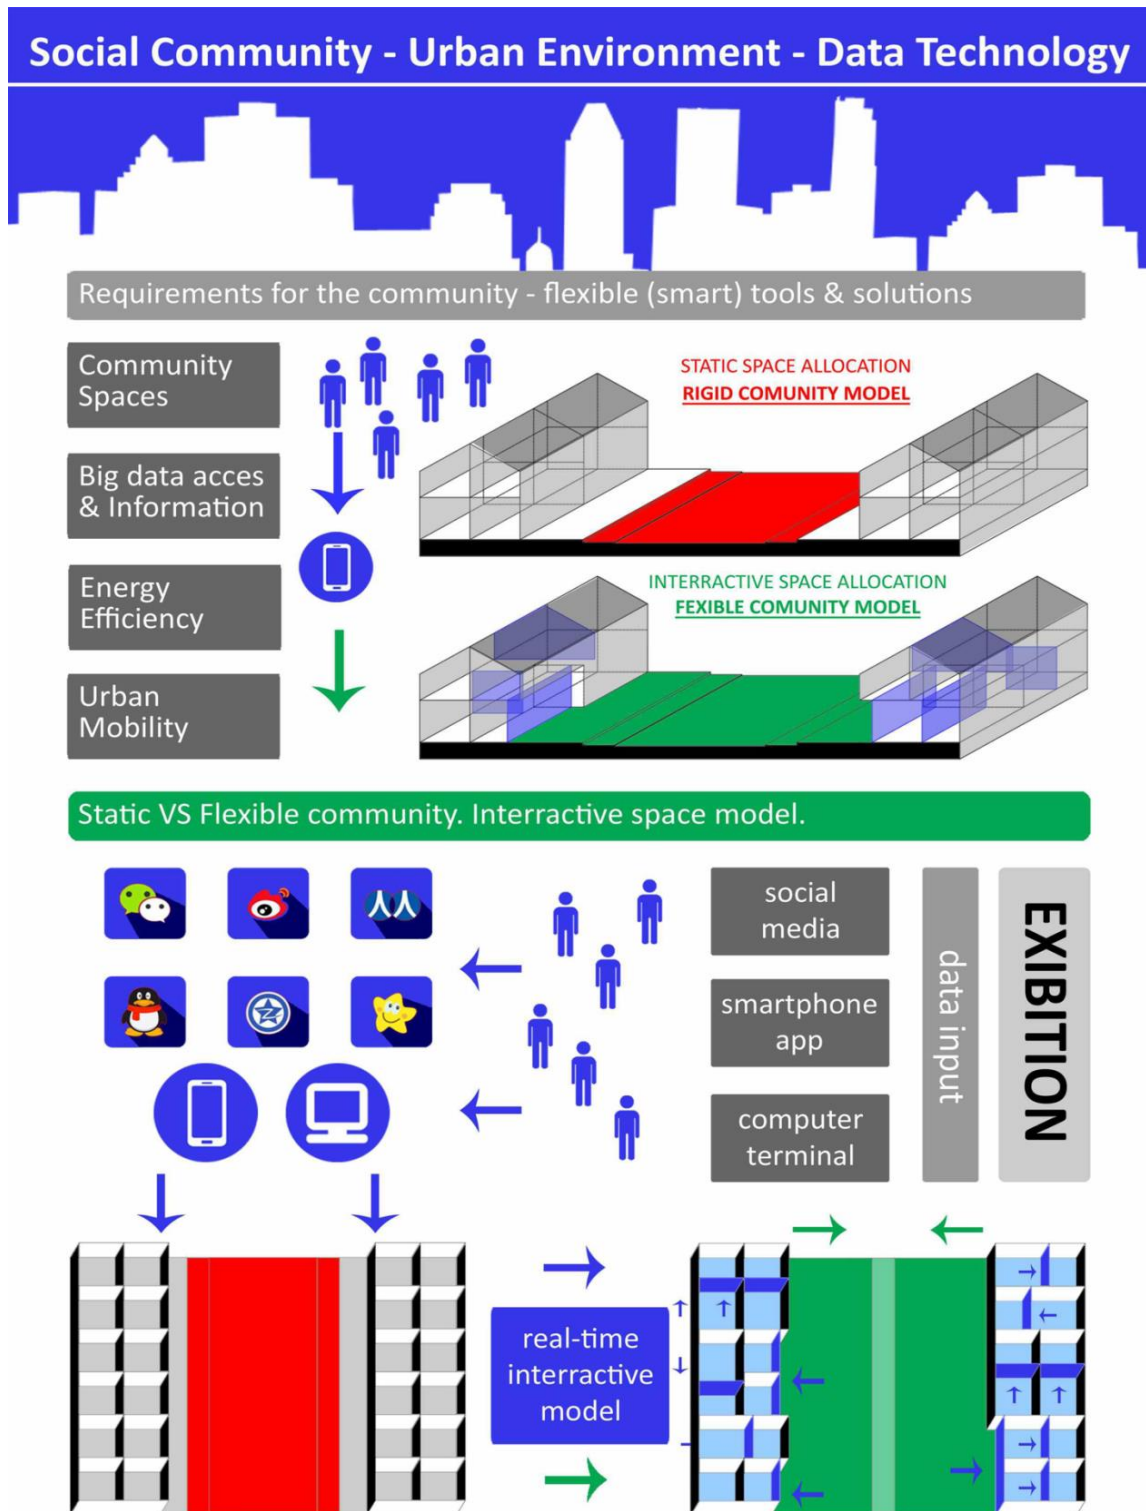 Social Community - Urban Environment - Data Technology
Requirements for the community - flexible (smart) tools & solutions
Community
Spaces
Big data acces
& Information
Energy
Efficiency
Urban
Mobility
STATIC SPACE ALLOCATION
RIGID COMUNITY MODEL
INTERRACTIVE SPACE ALLOCATION
FEXIBLE COMUNITY MODEL
Static VS Flexible community. Interractive space model.
social
media
smartphone
app
computer
terminal
data input
EXIBITION
real-time
interractive
model